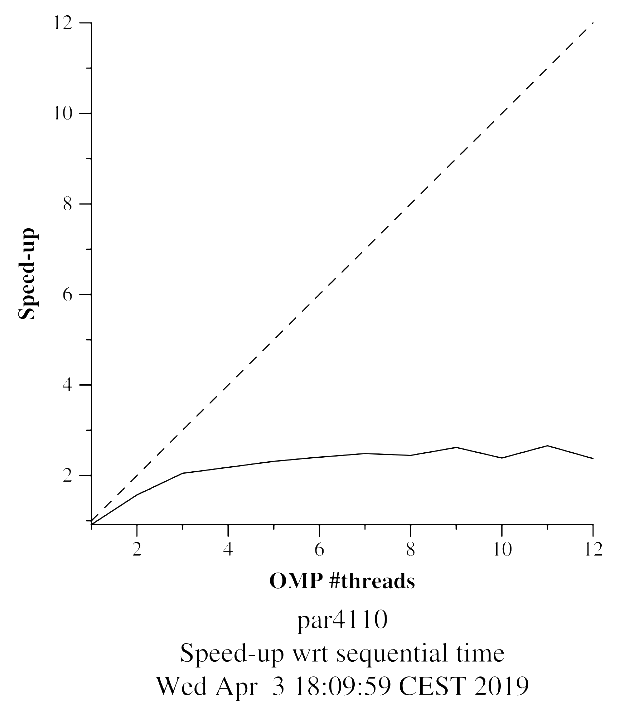 12
10
8
6
4
2
Speed-up
2 4 6 8 10 12
OMP #threads
par4110
Speed-up wrt sequential time
Wed Apr  3 18:09:59 CEST 2019